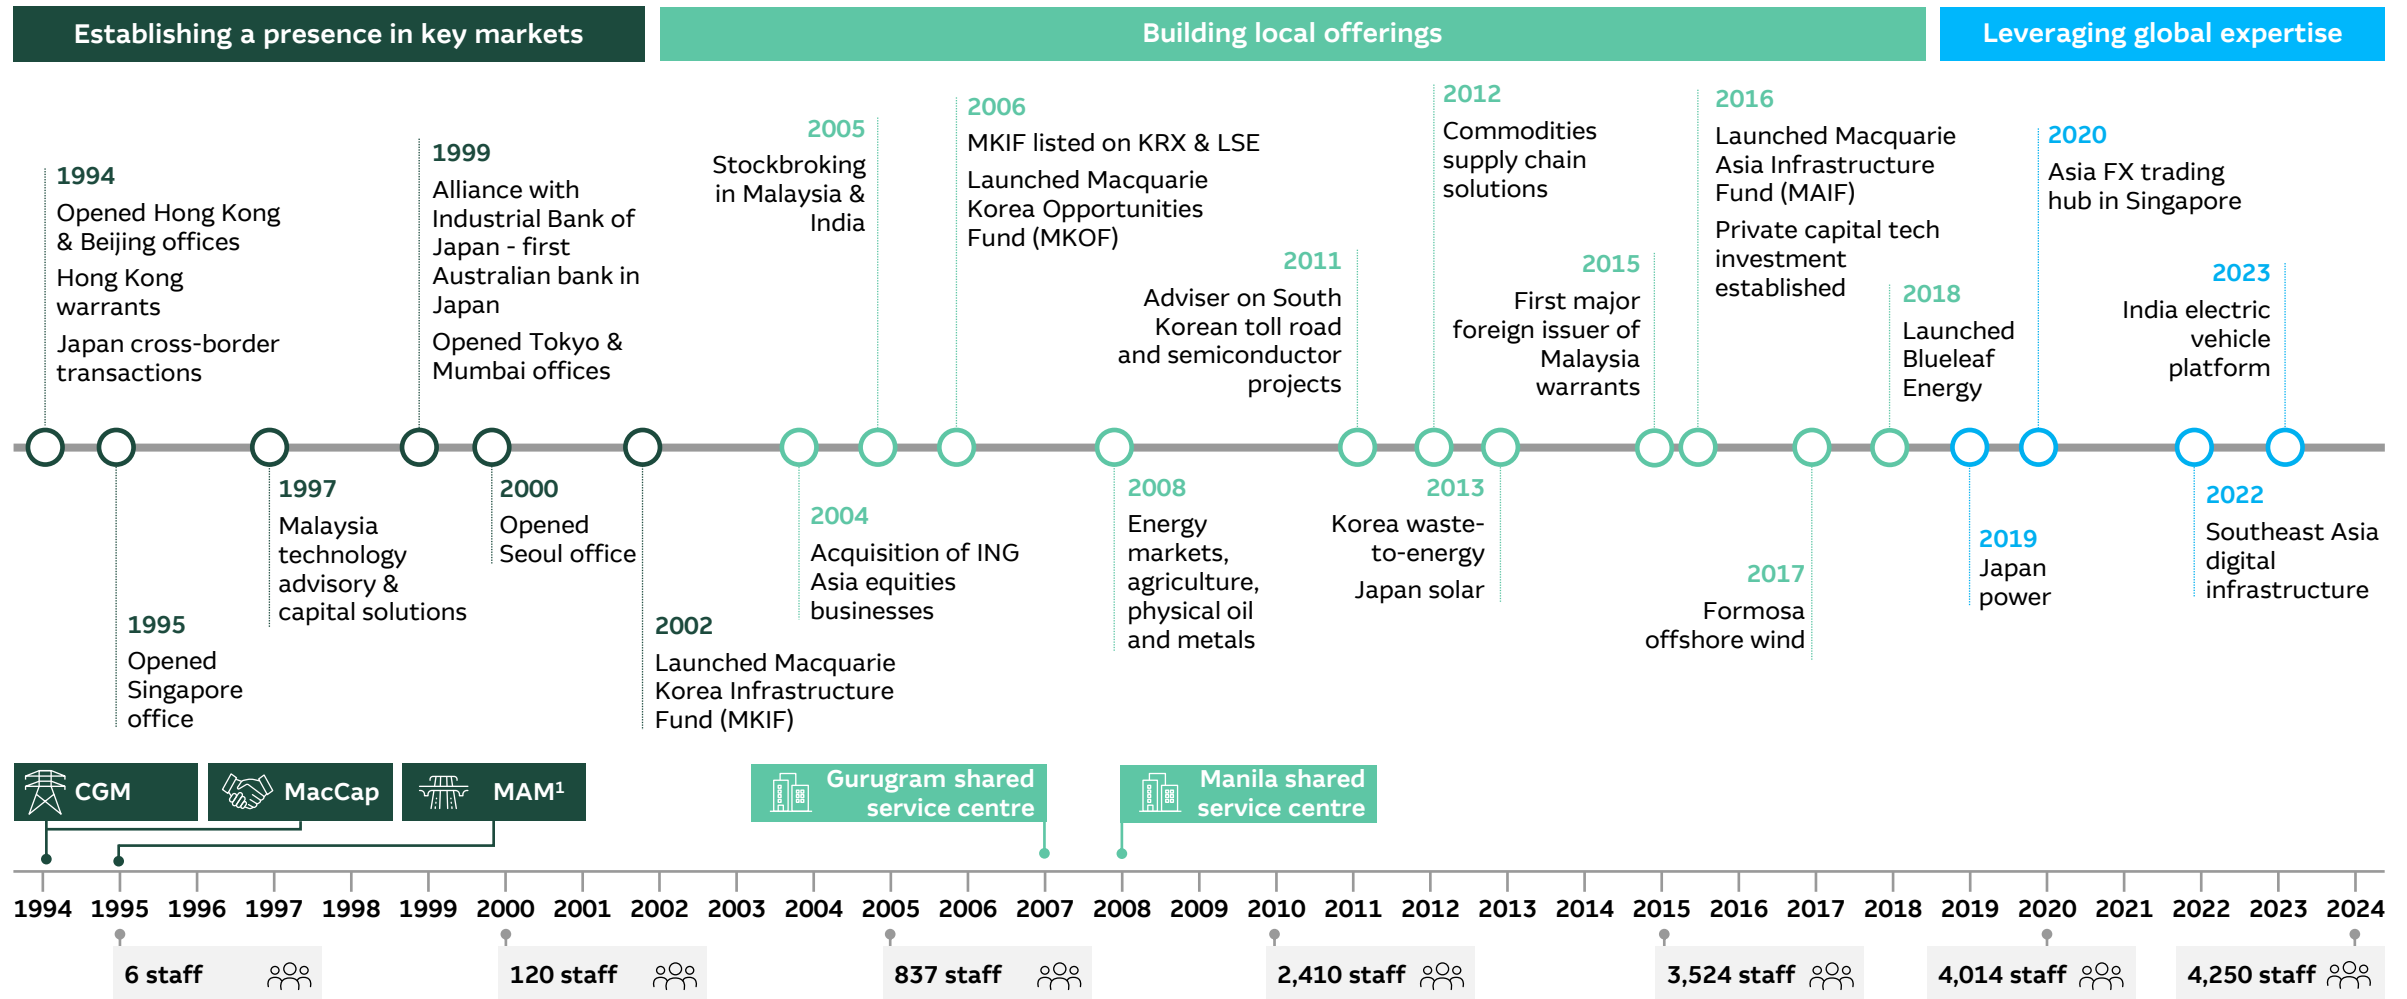 Establishing a presence in key markets
Building local offerings
Leveraging global expertise
1994
Opened Hong Kong
& Beijing offices
Hong Kong
warrants
Japan cross-border
transactions
1999
Alliance with
Industrial Bank of
Japan - first
Australian bank in
Japan
Opened Tokyo &
Mumbai offices
2005
Stockbroking
in Malaysia &
India
2006
MKIF listed on KRX & LSE
Launched Macquarie
Korea Opportunities
Fund (MKOF)
2011
Adviser on South
Korean toll road
and semiconductor
projects
2012
Commodities
supply chain
solutions
2015
First major
foreign issuer of
Malaysia
warrants
2016
Launched Macquarie
Asia Infrastructure
Fund (MAIF)
Private capital tech
investment
established
2018
Launched
Blueleaf
Energy
2020
Asia FX trading
hub in Singapore
2023
India electric
vehicle
platform
1995
Opened
Singapore
office
1997
Malaysia
technology
advisory &
capital solutions
2000
Opened
Seoul office
2002
Launched Macquarie
Korea Infrastructure
Fund (MKIF)
2004
Acquisition of ING
Asia equities
businesses
2008
Energy
markets,
agriculture,
physical oil
and metals
2013
Korea waste-
to-energy
Japan solar
2017
Formosa
offshore wind
2019
Japan
power
2022
Southeast Asia
digital
infrastructure
CGM
MacCap
MAM¹
Gurugram shared
service centre
Manila shared
service centre
1994 1995 1996 1997 1998 1999 2000 2001 2002 2003 2004 2005 2006 2007 2008 2009 2010 2011 2012 2013 2014 2015 2016 2017 2018 2019 2020 2021 2022 2023 2024
6 staff
120 staff
837 staff
2,410 staff
3,524 staff
4,014 staff
4,250 staff